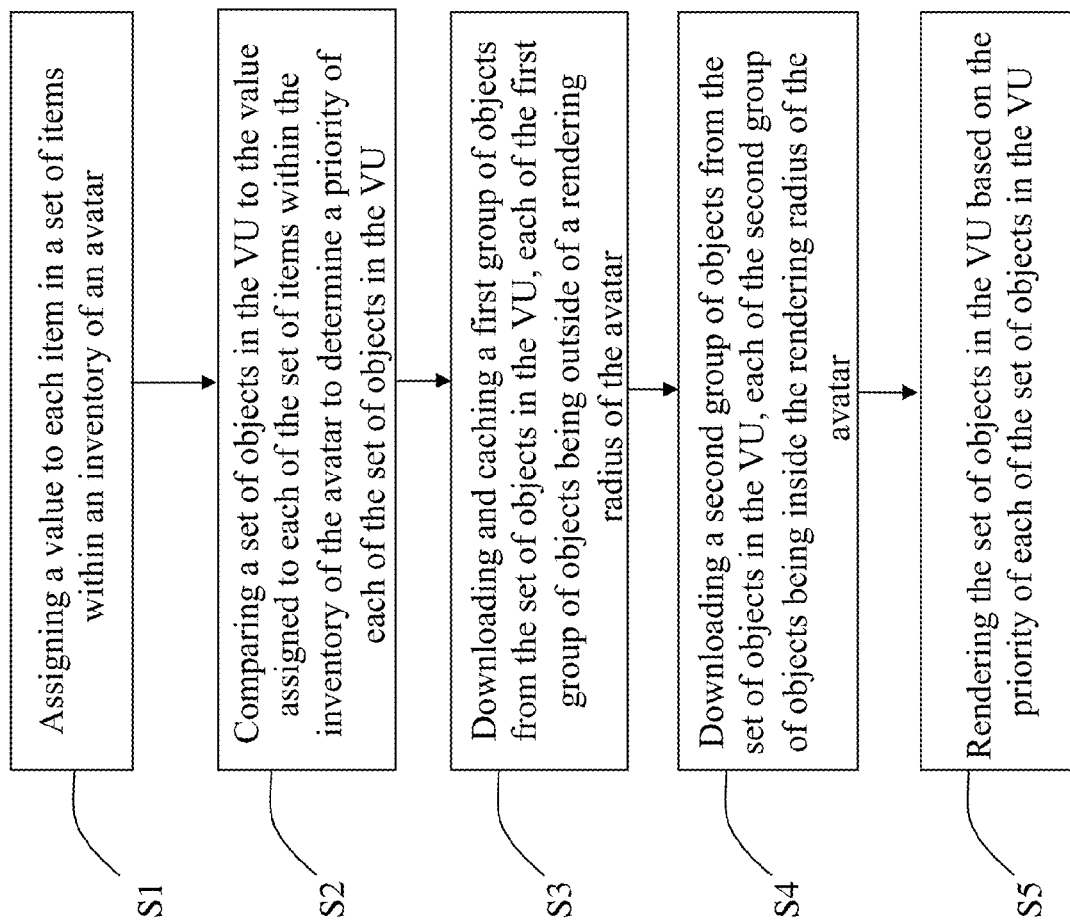 S1
Assigning a value to each item in a set of items
within an inventory of an avatar
S2
Comparing a set of objects in the VU to the value
assigned to each of the set of items within the
inventory of the avatar to determine a priority of
each of the set of objects in the VU
S3
Downloading and caching a first group of objects
from the set of objects in the VU, each of the first
group of objects being outside of a rendering
radius of the avatar
S4
Downloading a second group of objects from the
set of objects in the VU, each of the second group
of objects being inside the rendering radius of the
avatar
S5
Rendering the set of objects in the VU based on the
priority of each of the set of objects in the VU